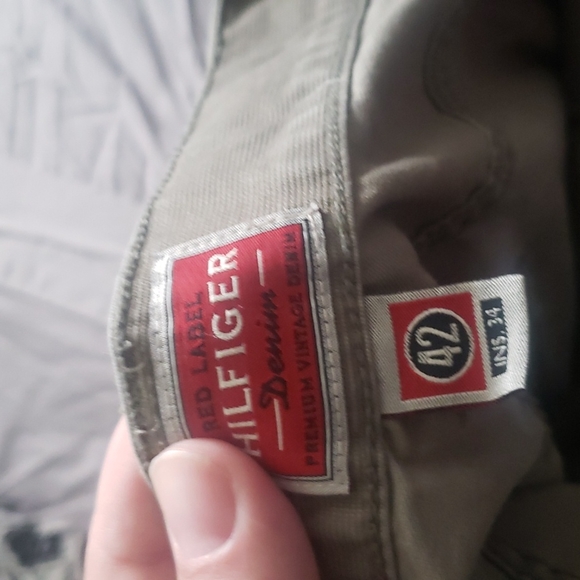 RED LABEL
HILFIGER
Denim
PREMIUM VINTAGE DENIM
42
INS. 34